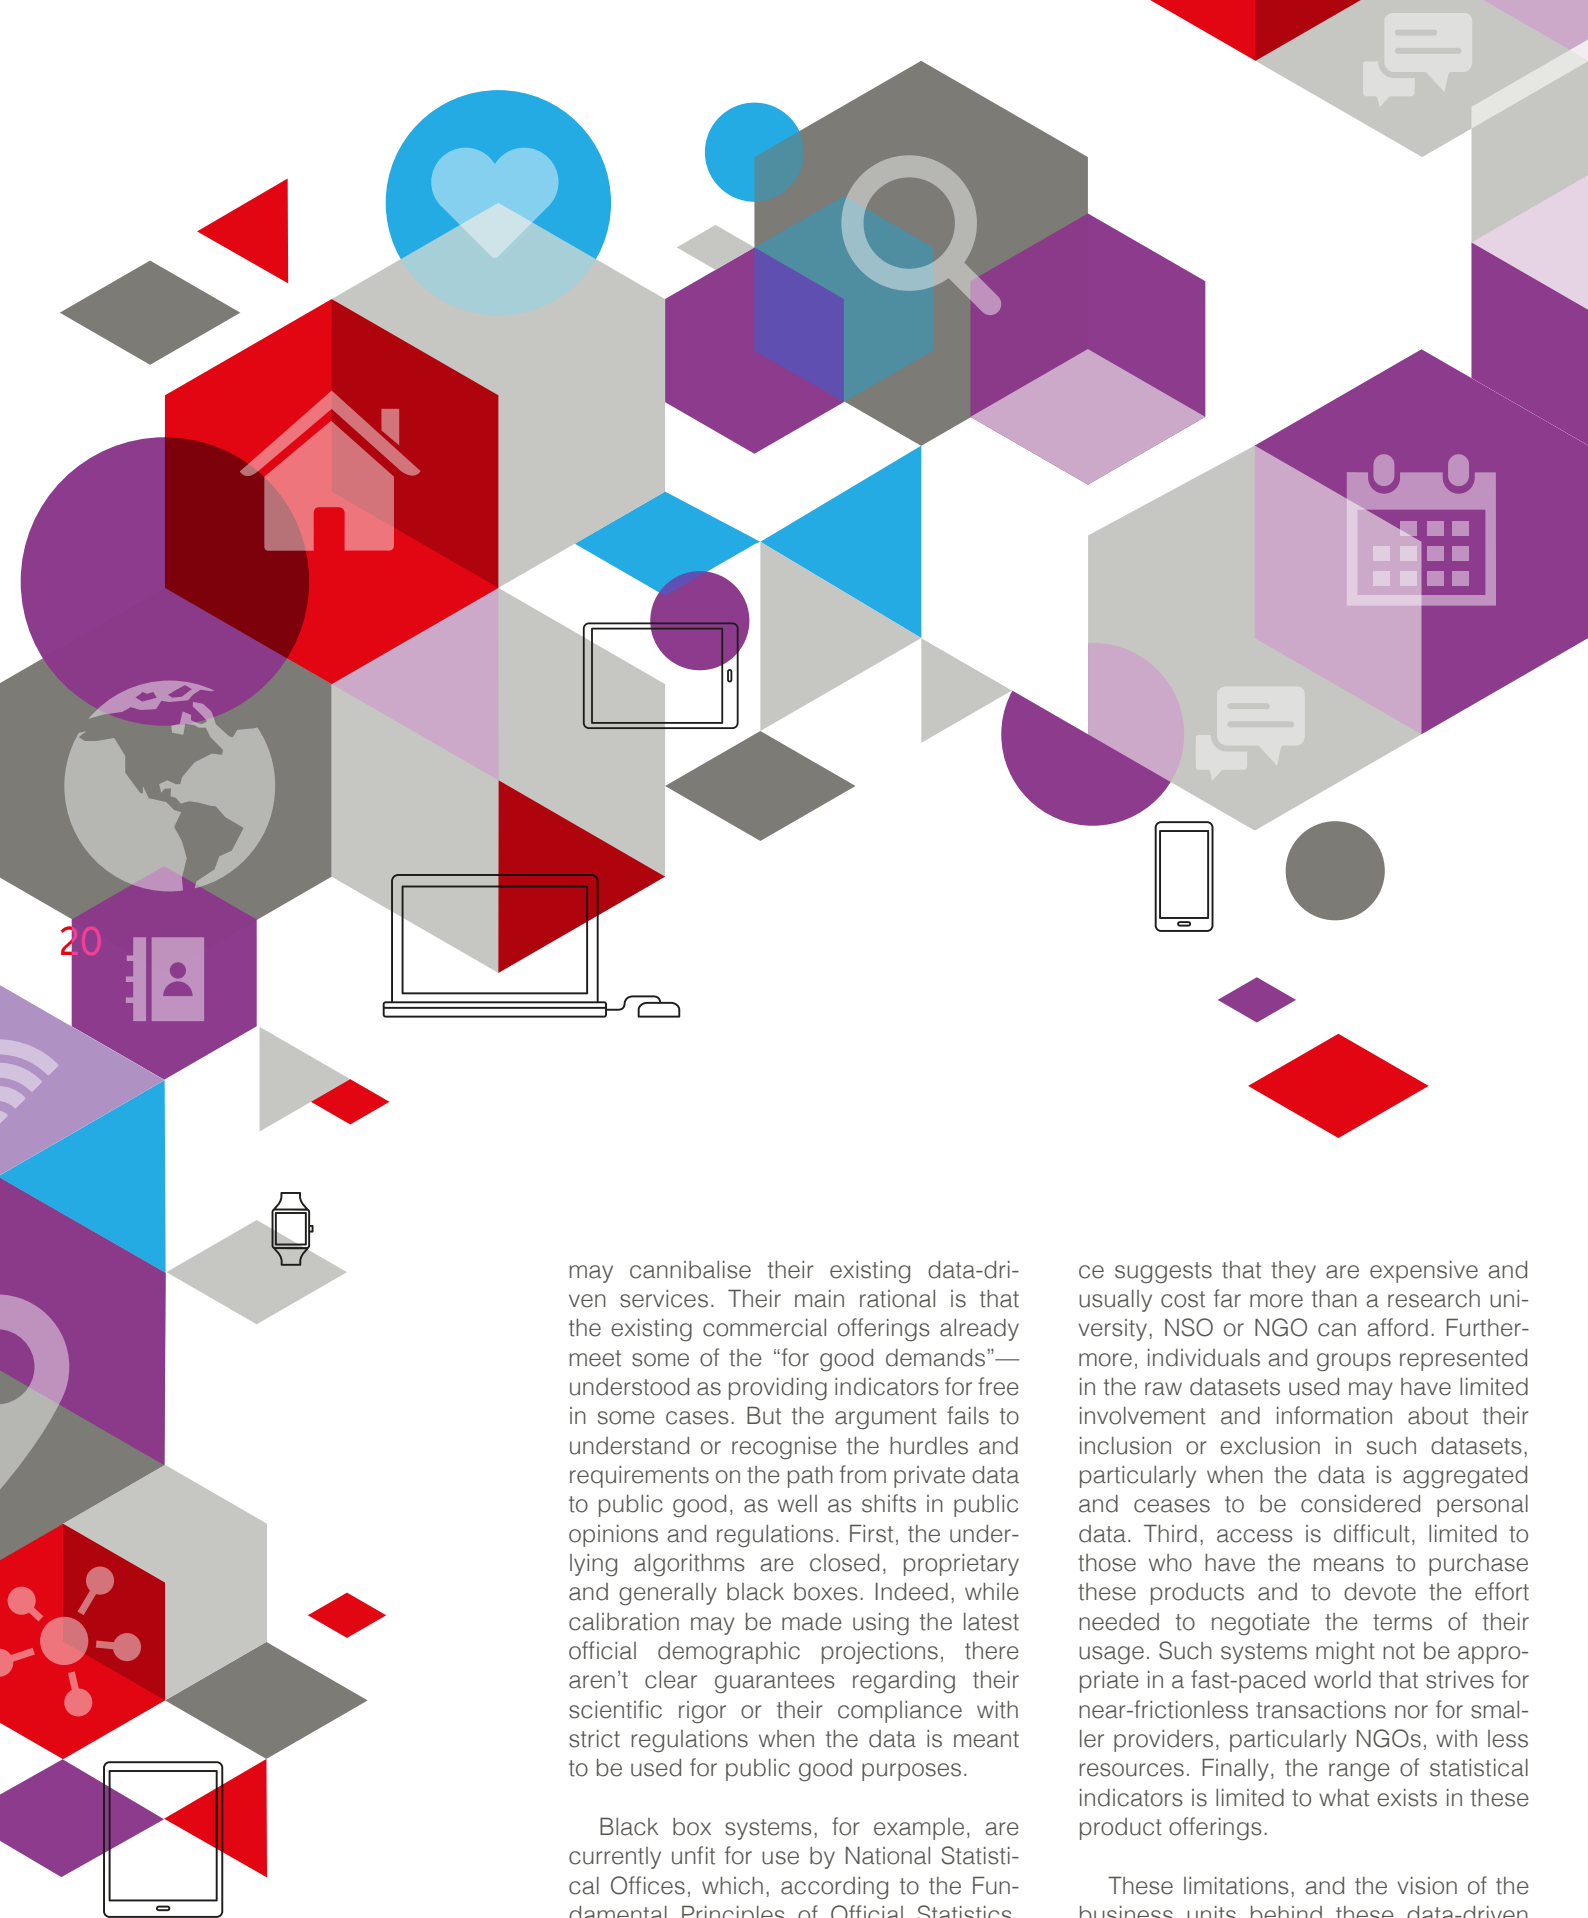 20
may cannibalise their existing data-dri-
ven services. Their main rational is that
the existing commercial offerings already
meet some of the “for good demands”—
understood as providing indicators for free
in some cases. But the argument fails to
understand or recognise the hurdles and
requirements on the path from private data
to public good, as well as shifts in public
opinions and regulations. First, the under-
lying algorithms are closed, proprietary
and generally black boxes. Indeed, while
calibration may be made using the latest
official demographic projections, there
aren’t clear guarantees regarding their
scientific rigor or their compliance with
strict regulations when the data is meant
to be used for public good purposes.
Black box systems, for example, are
currently unfit for use by National Statisti-
cal Offices, which, according to the Fun-
damental Principles of Official Statistics,
ce suggests that they are expensive and
usually cost far more than a research uni-
versity, NSO or NGO can afford. Further-
more, individuals and groups represented
in the raw datasets used may have limited
involvement and information about their
inclusion or exclusion in such datasets,
particularly when the data is aggregated
and ceases to be considered personal
data. Third, access is difficult, limited to
those who have the means to purchase
these products and to devote the effort
needed to negotiate the terms of their
usage. Such systems might not be appro-
priate in a fast-paced world that strives for
near-frictionless transactions nor for smal-
ler providers, particularly NGOs, with less
resources. Finally, the range of statistical
indicators is limited to what exists in these
product offerings.
These limitations, and the vision of the
business units behind these data-driven